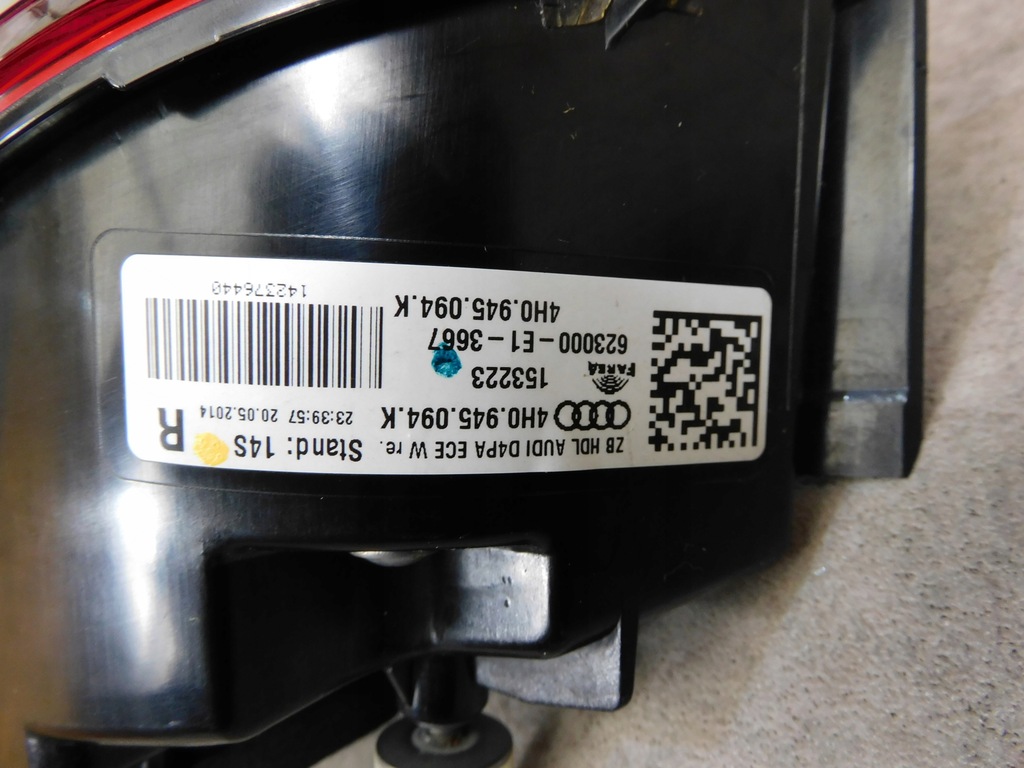 ZB HDL AUDI D4PA ECE W re.
Stand: 14S
R
4H0.945.094.K
23:39:57 20.05.2014
FAREA
153223
623000-E1-3667
4H0.945.094.K
142376440